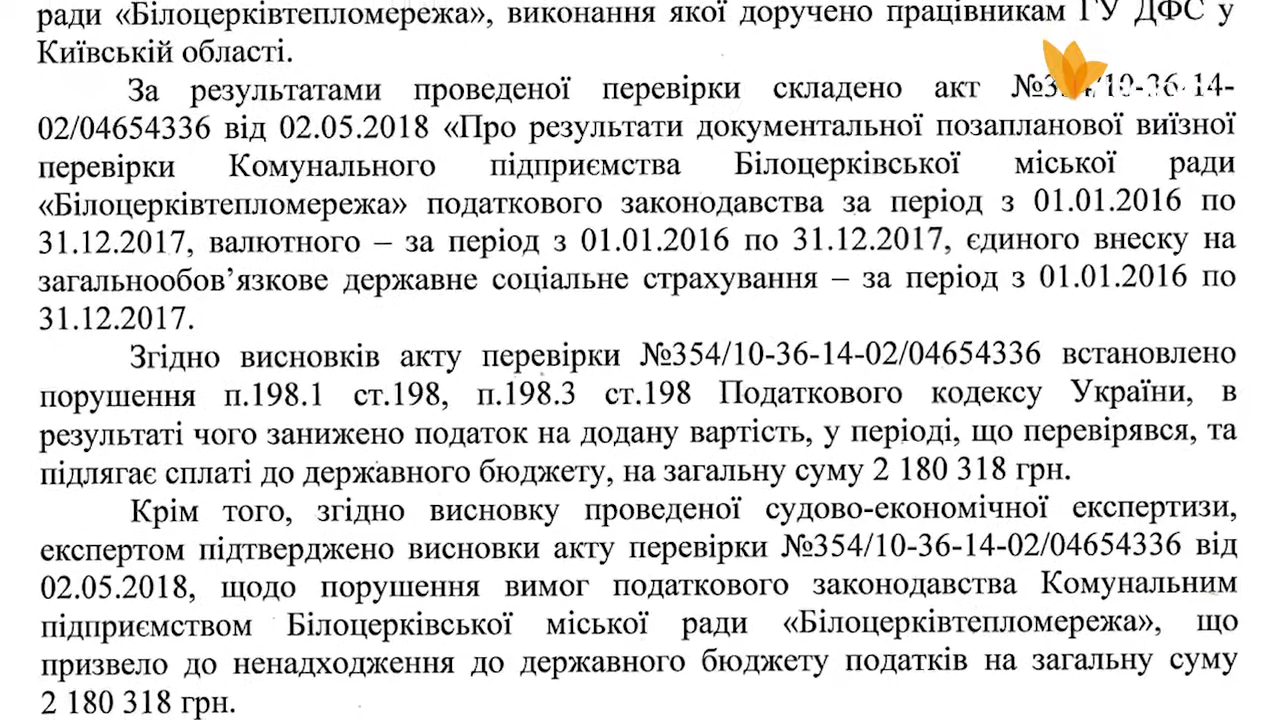 ради «Білоцерківтепломережа», виконання якої доручено працівникам ГУ ДФС у
Київській області.
За результатами проведеної перевірки складено акт №354/10-36-14-
02/04654336 від 02.05.2018 «Про результати документальної позапланової виїзної
перевірки Комунального підприємства Білоцерківської міської ради
«Білоцерківтепломережа» податкового законодавства за період з 01.01.2016 по
31.12.2017, валютного – за період з 01.01.2016 по 31.12.2017, єдиного внеску на
загальнообов’язкове державне соціальне страхування – за період з 01.01.2016 по
31.12.2017.
Згідно висновків акту перевірки №354/10-36-14-02/04654336 встановлено
порушення п.198.1 ст.198, п.198.3 ст.198 Податкового кодексу України, в
результаті чого занижено податок на додану вартість, у періоді, що перевірявся, та
підлягає сплаті до державного бюджету, на загальну суму 2 180 318 грн.
Крім того, згідно висновку проведеної судово-економічної експертизи,
експертом підтверджено висновки акту перевірки №354/10-36-14-02/04654336 від
02.05.2018, щодо порушення вимог податкового законодавства Комунальним
підприємством Білоцерківської міської ради «Білоцерківтепломережа», що
призвело до ненадходження до державного бюджету податків на загальну суму
2 180 318 грн.